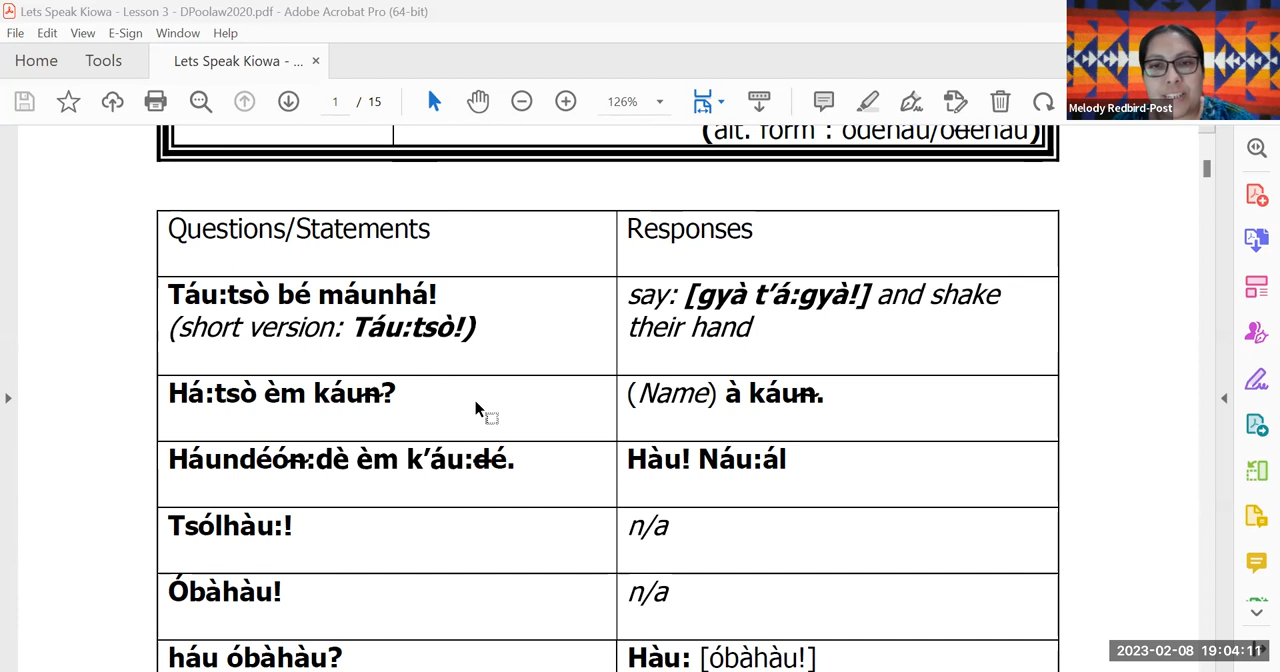 Lets Speak Kiowa - Lesson 3 - DPoolaw2020.pdf - Adobe Acrobat Pro (64-bit)
File Edit View E-Sign Window Help
Home Tools Lets Speak Kiowa - ... ×
1 / 15 126%
Melody Redbird-Post
(alt. form : òdènàu/òdènàu)
Questions/Statements Responses
Táu:tsò bé máunhá! say: [gyà t’á:gyà!] and shake
(short version: Táu:tsò!) their hand
Há:tsò èm káun? (Name) à káun.
Háundéón:dè èm k’áu:dé. Hàu! Náu:ál
Tsólhàu:! n/a
Óbàhàu! n/a
háu óbàhàu? Hàu: [óbàhàu!]
2023-02-08 19:04:11